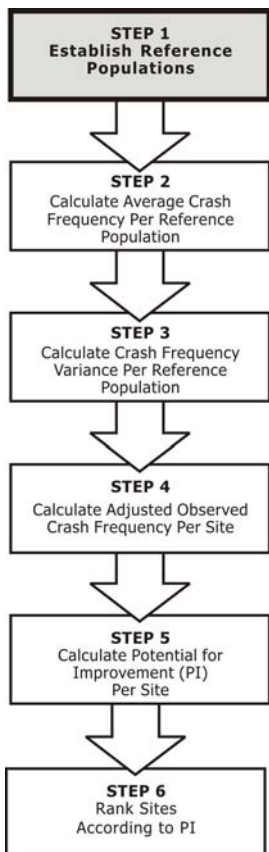 STEP 1
Establish Reference
Populations
STEP 2
Calculate Average Crash
Frequency Per Reference
Population
STEP 3
Calculate Crash Frequency
Variance Per Reference
Population
STEP 4
Calculate Adjusted Observed
Crash Frequency Per Site
STEP 5
Calculate Potential for
Improvement (PI)
Per Site
STEP 6
Rank Sites
According to PI